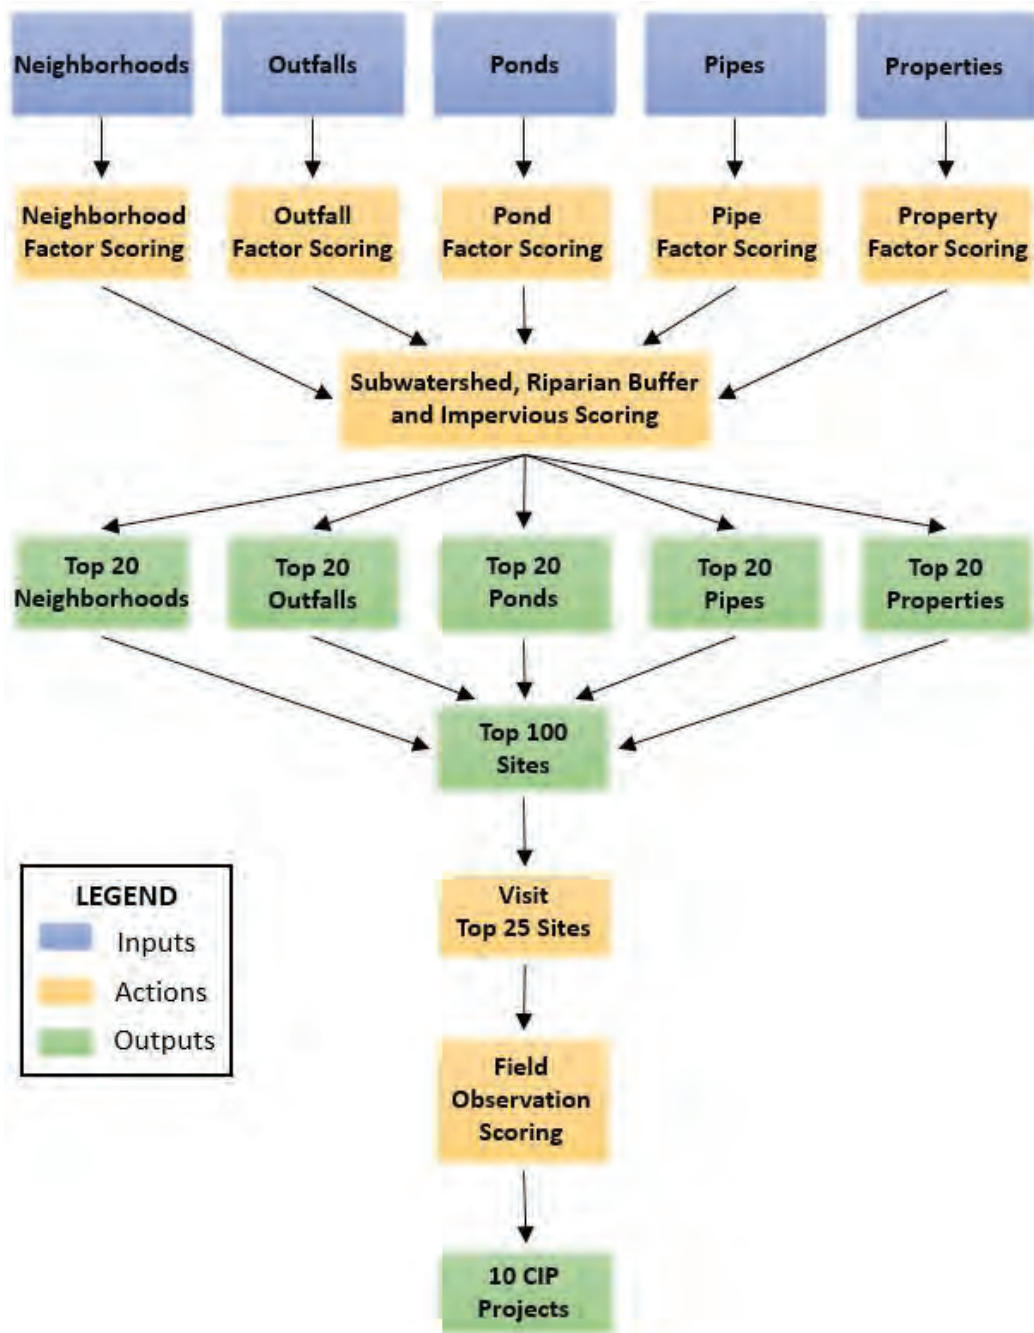 Neighborhoods
Outfalls
Ponds
Pipes
Properties
Neighborhood
Factor Scoring
Outfall
Factor Scoring
Pond
Factor Scoring
Pipe
Factor Scoring
Property
Factor Scoring
Subwatershed, Riparian Buffer
and Impervious Scoring
Top 20
Neighborhoods
Top 20
Outfalls
Top 20
Ponds
Top 20
Pipes
Top 20
Properties
Top 100
Sites
LEGEND
Inputs
Actions
Outputs
Visit
Top 25 Sites
Field
Observation
Scoring
10 CIP
Projects